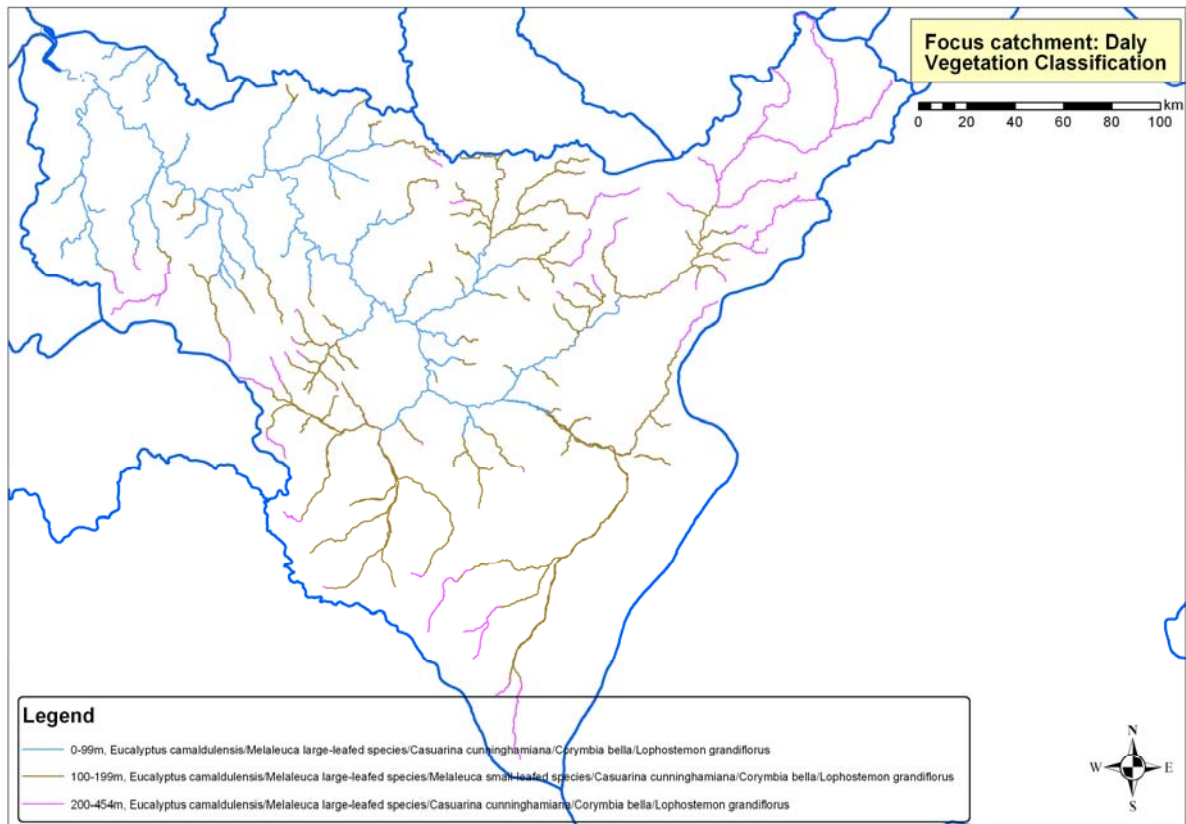 Focus catchment: Daly
Vegetation Classification
km
0 20 40 60 80 100
Legend
0-99m, Eucalyptus camaldulensis/Melaleuca large-leafed species/Casuarina cunninghamiana/Corymbia bella/Lophostemon grandiflorus
100-199m, Eucalyptus camaldulensis/Melaleuca large-leafed species/Melaleuca small-leafed species/Casuarina cunninghamiana/Corymbia bella/Lophostemon grandiflorus
200-454m, Eucalyptus camaldulensis/Melaleuca large-leafed species/Casuarina cunninghamiana/Corymbia bella/Lophostemon grandiflorus
N
W E
S